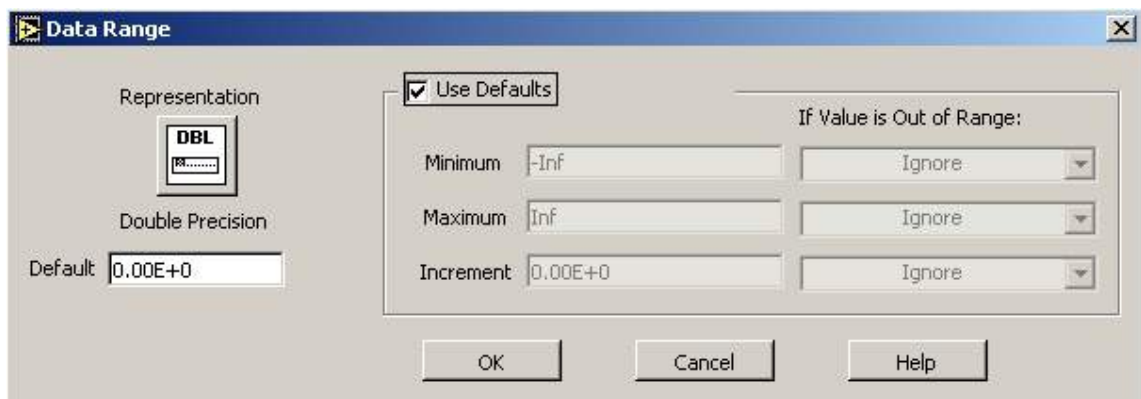 Data Range
Representation
DBL
Double Precision
Default 0.00E+0
Use Defaults
If Value is Out of Range:
Minimum -Inf Ignore
Maximum Inf Ignore
Increment 0.00E+0 Ignore
OK Cancel Help